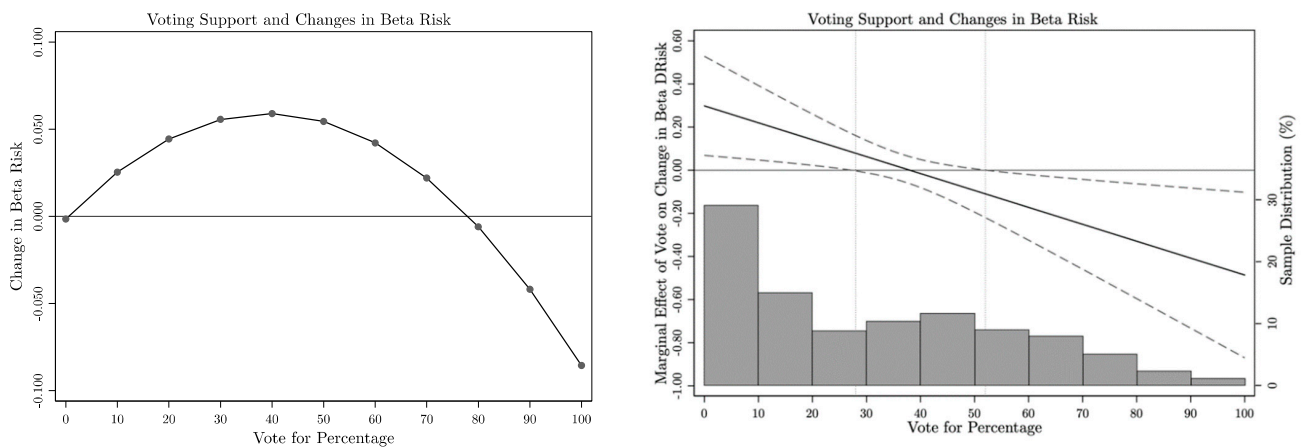 Voting Support and Changes in Beta Risk
Change in Beta Risk
0.100
0.050
0.000
-0.050
-0.100
0 10 20 30 40 50 60 70 80 90 100
Vote for Percentage
Voting Support and Changes in Beta Risk
Marginal Effect of Vote on Change in Beta DRisk
0.60
0.40
0.20
0.00
-0.20
-0.40
-0.60
-0.80
-1.00
Sample Distribution (%)
30
20
10
0
0 10 20 30 40 50 60 70 80 90 100
Vote for Percentage